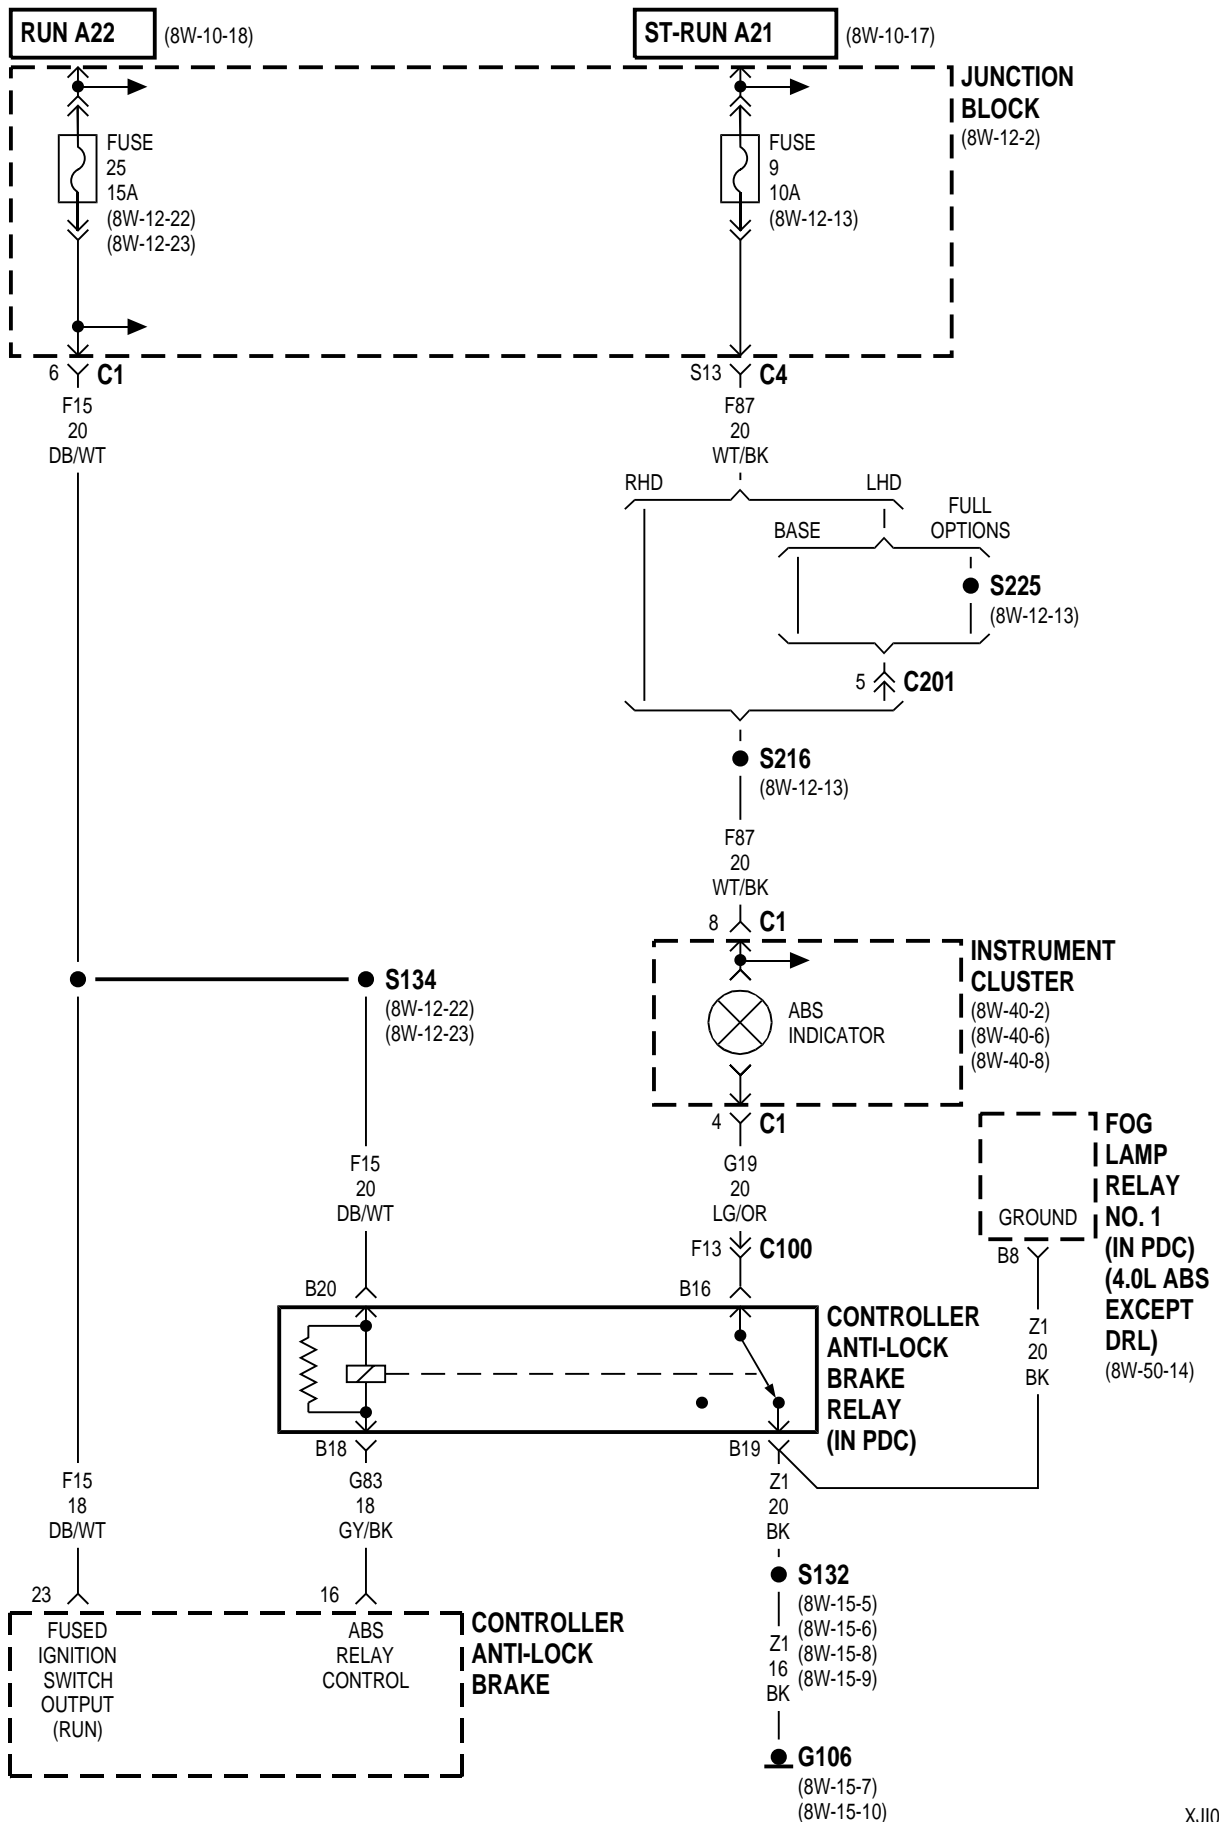 RUN A22
(8W-10-18)
ST-RUN A21
(8W-10-17)
JUNCTION
BLOCK
(8W-12-2)
FUSE
25
15A
(8W-12-22)
(8W-12-23)
FUSE
9
10A
(8W-12-13)
6
C1
S13
C4
F15
20
DB/WT
F87
20
WT/BK
RHD
LHD
BASE
FULL
OPTIONS
S225
(8W-12-13)
5
C201
S216
(8W-12-13)
F87
20
WT/BK
8
C1
INSTRUMENT
CLUSTER
(8W-40-2)
(8W-40-6)
(8W-40-8)
ABS
INDICATOR
S134
(8W-12-22)
(8W-12-23)
4
C1
G19
20
LG/OR
F13
C100
F15
20
DB/WT
FOG
LAMP
RELAY
NO. 1
(IN PDC)
(4.0L ABS
EXCEPT
DRL)
(8W-50-14)
GROUND
B8
Z1
20
BK
B20
B16
CONTROLLER
ANTI-LOCK
BRAKE
RELAY
(IN PDC)
B18
B19
F15
18
DB/WT
G83
18
GY/BK
Z1
20
BK
S132
(8W-15-5)
(8W-15-6)
(8W-15-8)
(8W-15-9)
Z1
16
BK
23
16
FUSED
IGNITION
SWITCH
OUTPUT
(RUN)
ABS
RELAY
CONTROL
CONTROLLER
ANTI-LOCK
BRAKE
G106
(8W-15-7)
(8W-15-10)